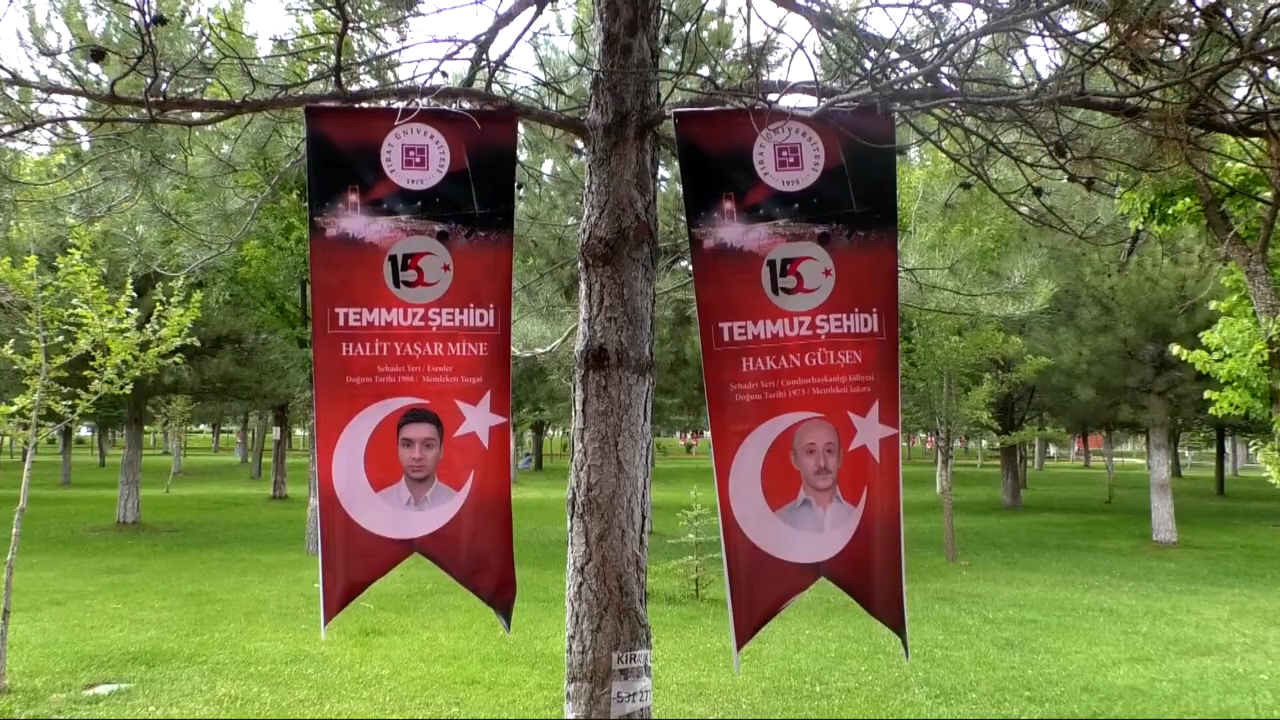 FIRAT ÜNİVERSİTESİ
1975
15
TEMMUZ ŞEHİDİ
HALİT YAŞAR MİNE
Şehadet Yeri / Esenler
Doğum Tarihi 1988 / Memleketi Yozgat
FIRAT ÜNİVERSİTESİ
1975
15
TEMMUZ ŞEHİDİ
HAKAN GÜLŞEN
Şehadet Yeri / Cumhurbaşkanlığı Külliyesi
Doğum Tarihi 1973 / Memleketi Ankara